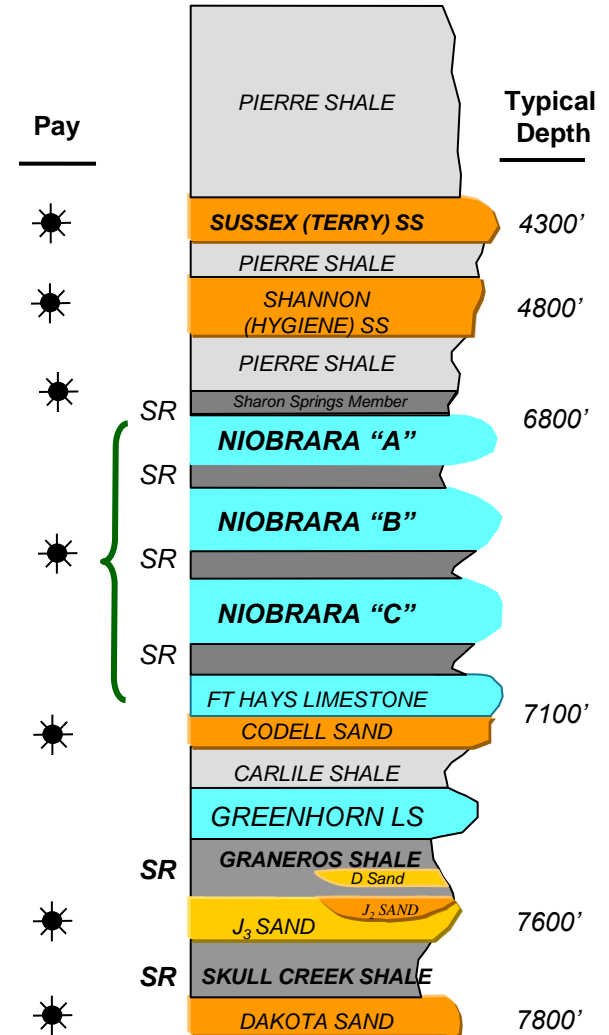 PIERRE SHALE
Pay
Typical
Depth
SUSSEX (TERRY) SS
4300’
PIERRE SHALE
SHANNON
(HYGIENE) SS
4800’
PIERRE SHALE
Sharon Springs Member
SR
6800’
NIOBRARA “A”
SR
NIOBRARA “B”
SR
NIOBRARA “C”
SR
FT HAYS LIMESTONE
7100’
CODELL SAND
CARLILE SHALE
GREENHORN LS
GRANEROS SHALE
SR
D Sand
J2 SAND
J3 SAND
7600’
SR
SKULL CREEK SHALE
DAKOTA SAND
7800’